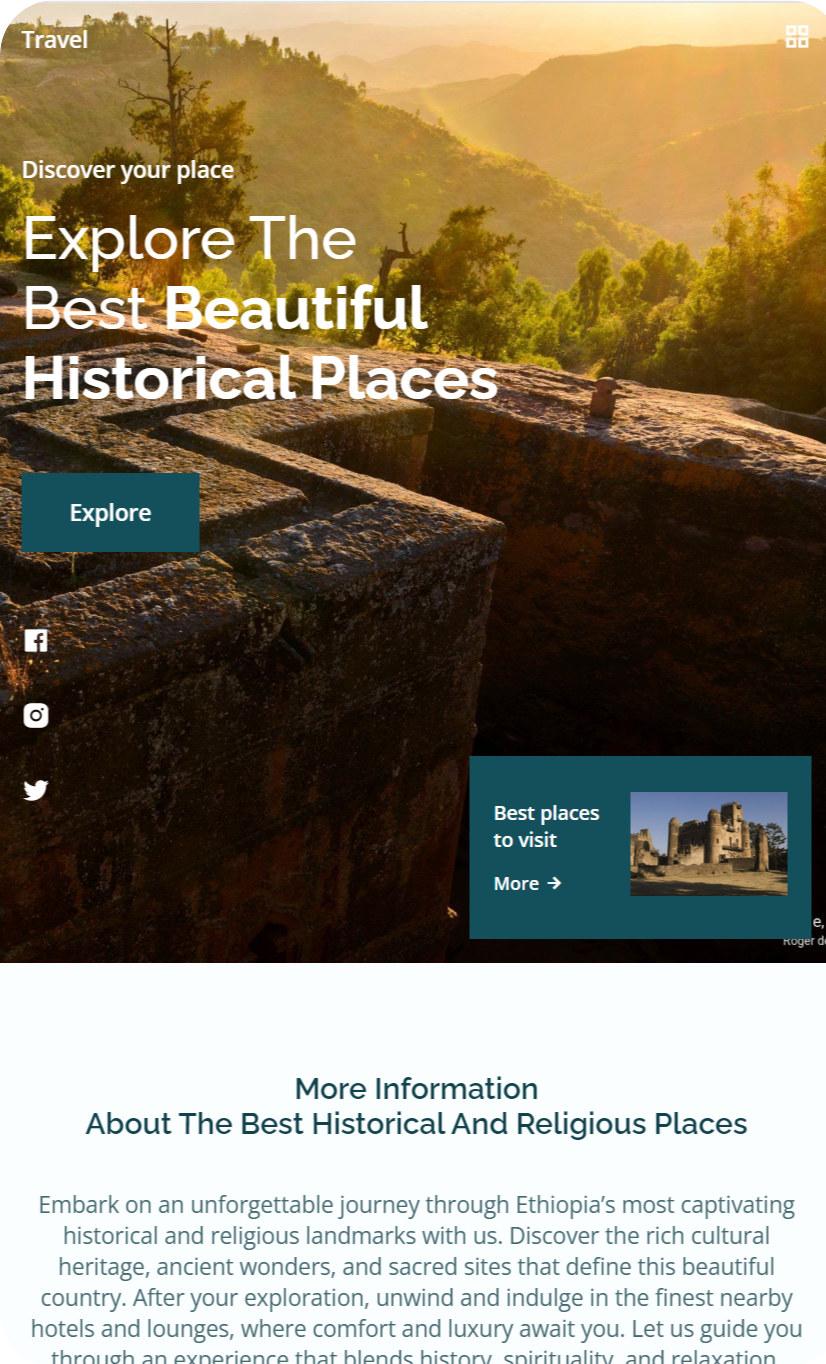 Travel
Discover your place
Explore The
Best Beautiful
Historical Places
Explore
Best places
to visit
More →
e,
Roger d
More Information
About The Best Historical And Religious Places
Embark on an unforgettable journey through Ethiopia’s most captivating
historical and religious landmarks with us. Discover the rich cultural
heritage, ancient wonders, and sacred sites that define this beautiful
country. After your exploration, unwind and indulge in the finest nearby
hotels and lounges, where comfort and luxury await you. Let us guide you
through an experience that blends history, spirituality, and relaxation